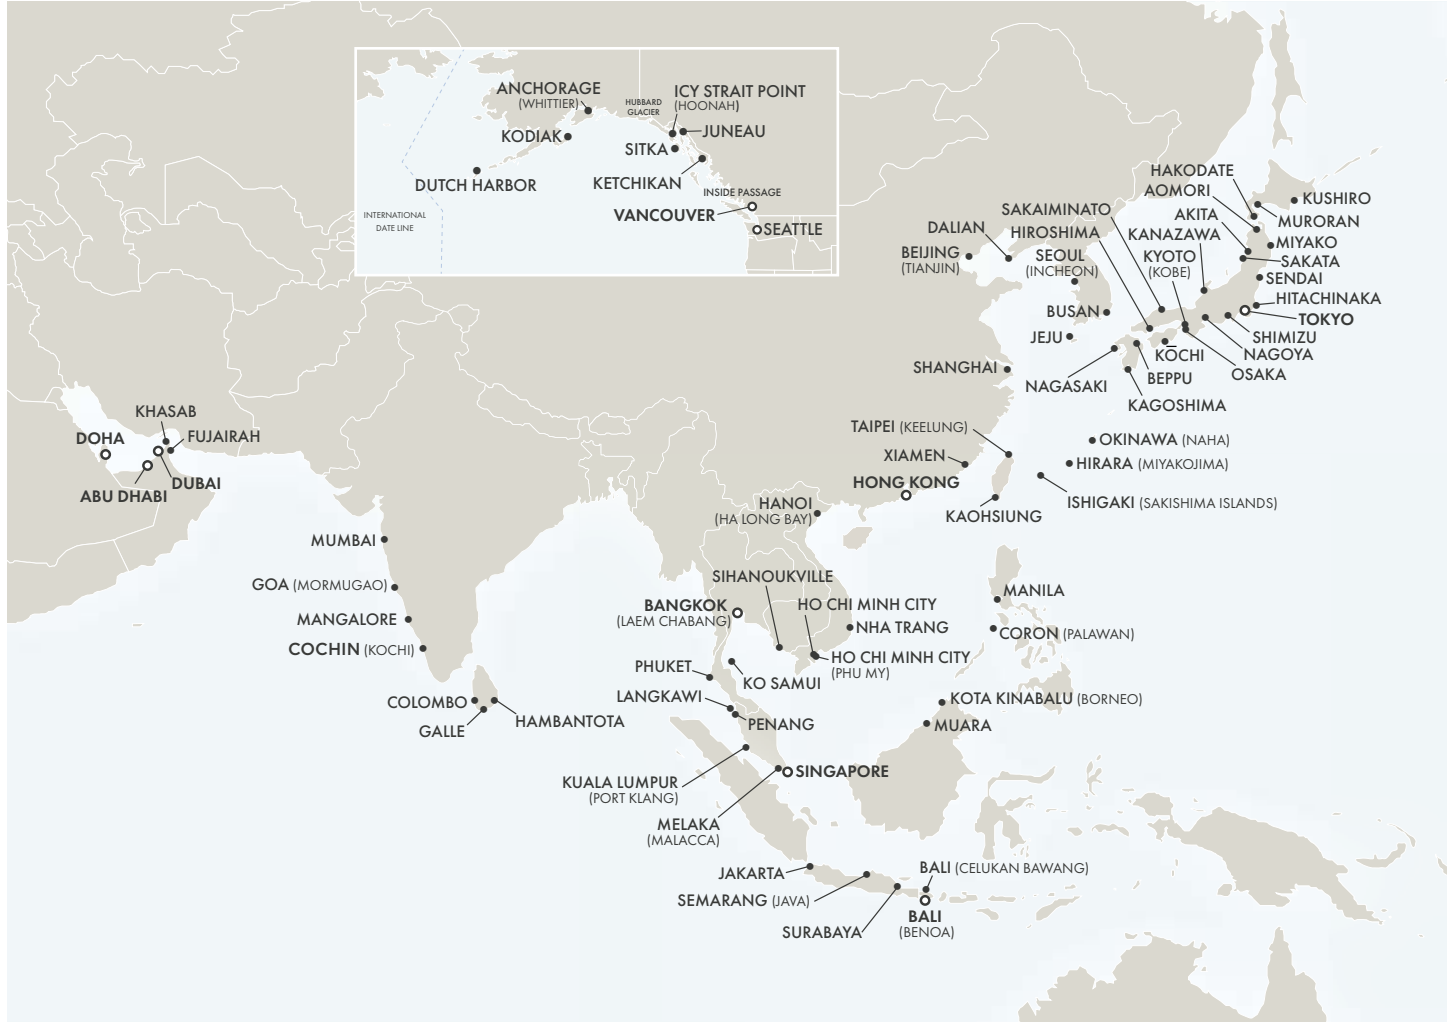 ANCHORAGE
(WHITTIER)
HUBBARD
GLACIER
ICY STRAIT POINT
(HOONAH)
KODIAK
JUNEAU
SITKA
DUTCH HARBOR
KETCHIKAN
INSIDE PASSAGE
VANCOUVER
INTERNATIONAL
DATE LINE
SEATTLE
HAKODATE
AOMORI
KUSHIRO
SAKAIMINATO
AKITA
MURORAN
DALIAN
HIROSHIMA
KANAZAWA
MIYAKO
BEIJING
(TIANJIN)
SEOUL
(INCHEON)
KYOTO
(KOBE)
SAKATA
SENDAI
HITACHINAKA
BUSAN
TOKYO
JEJU
SHIMIZU
KŌCHI
NAGOYA
SHANGHAI
NAGASAKI
BEPPU
OSAKA
KAGOSHIMA
KHASAB
DOHA
FUJAIRAH
TAIPEI (KEELUNG)
OKINAWA (NAHA)
XIAMEN
HIRARA (MIYAKOJIMA)
ABU DHABI
DUBAI
HONG KONG
HANOI
(HA LONG BAY)
KAOHSIUNG
ISHIGAKI (SAKISHIMA ISLANDS)
MUMBAI
GOA (MORMUGAO)
SIHANOUKVILLE
MANILA
MANGALORE
BANGKOK
(LAEM CHABANG)
HO CHI MINH CITY
NHA TRANG
CORON (PALAWAN)
COCHIN (KOCHI)
HO CHI MINH CITY
(PHU MY)
PHUKET
KO SAMUI
COLOMBO
LANGKAWI
KOTA KINABALU (BORNEO)
GALLE
HAMBANTOTA
PENANG
MUARA
KUALA LUMPUR
(PORT KLANG)
SINGAPORE
MELAKA
(MALACCA)
JAKARTA
BALI (CELUKAN BAWANG)
SEMARANG (JAVA)
SURABAYA
BALI
(BENOA)